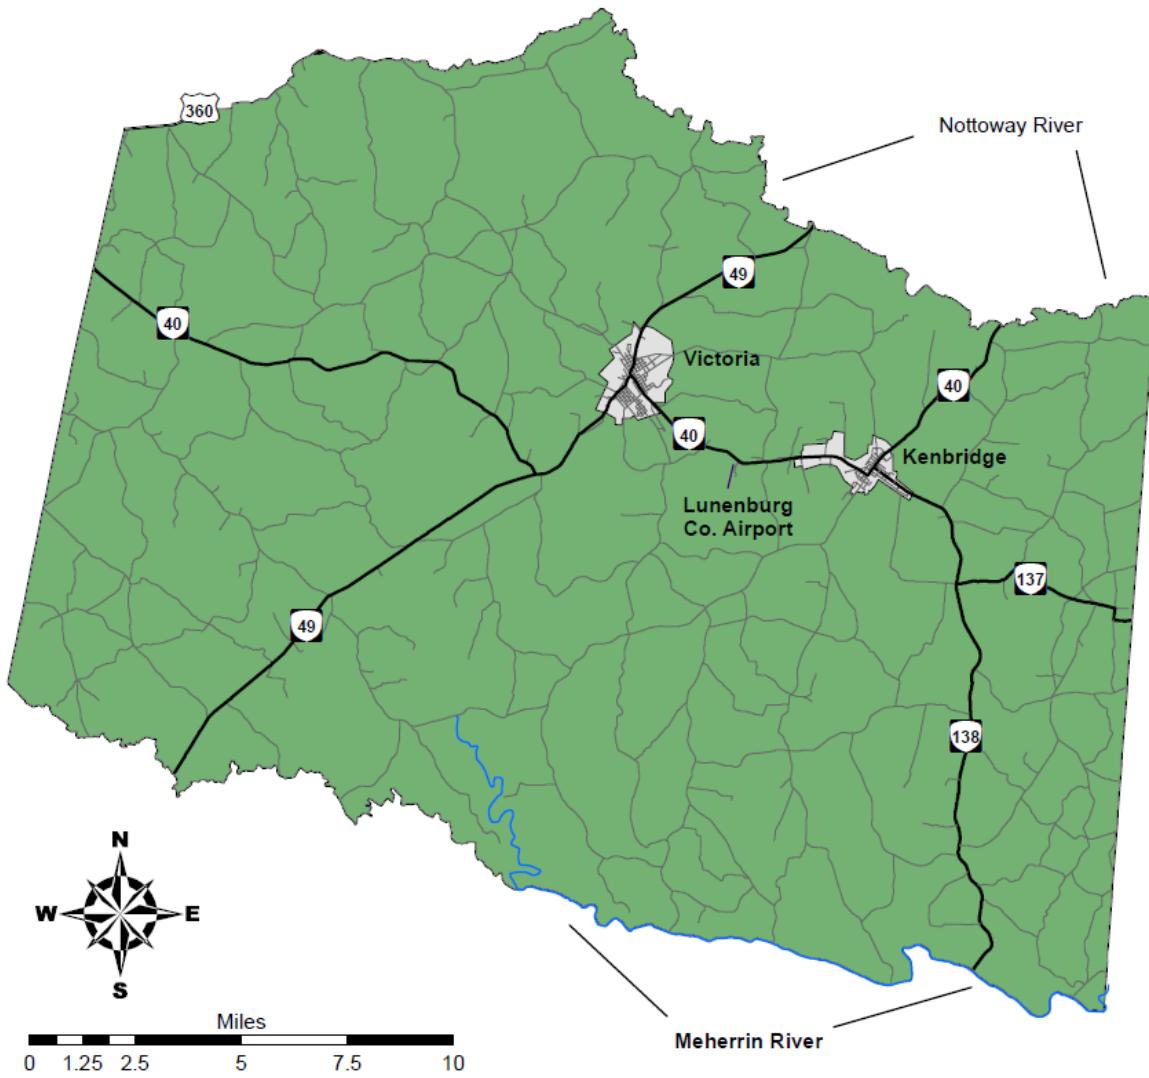 360
Nottoway River
49
40
Victoria
40
40
Kenbridge
Lunenburg
Co. Airport
137
49
138
N
W
E
S
Miles
0 1.25 2.5 5 7.5 10
Meherrin River